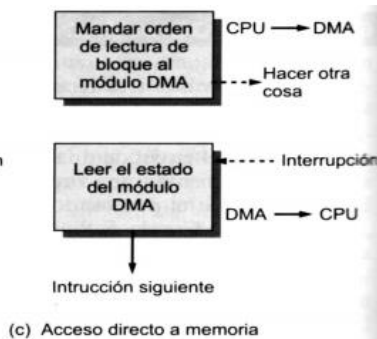 Mandar orden
de lectura de
bloque al
módulo DMA
CPU DMA
Hacer otra
cosa
n
Leer el estado
del módulo
DMA
Interrupción
DMA CPU
Intrucción siguiente
(c) Acceso directo a memoria